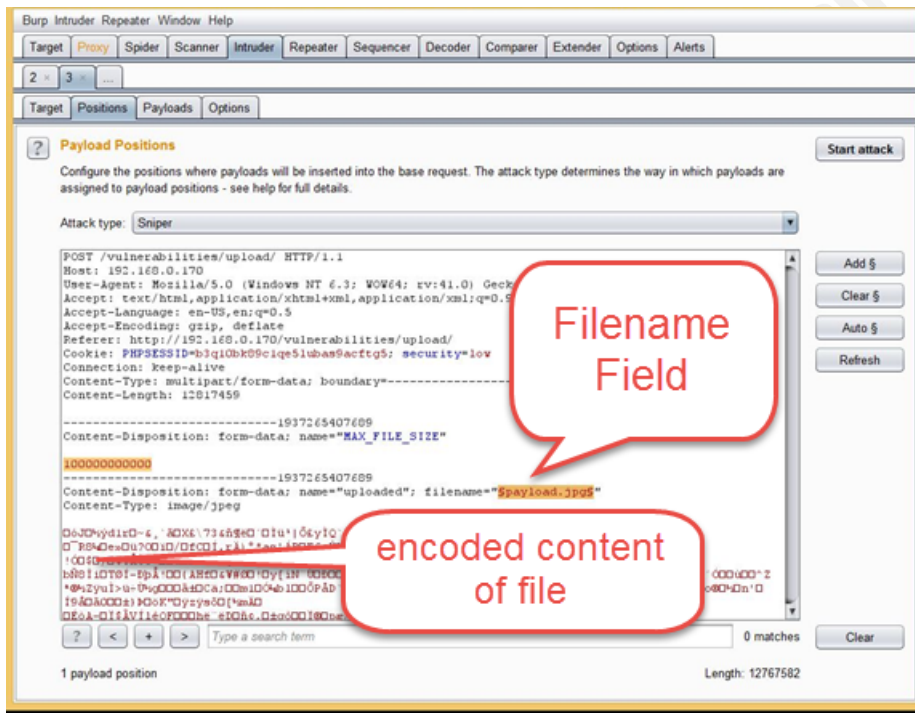 Burp Intruder Repeater Window Help
Target Proxy Spider Scanner Intruder Repeater Sequencer Decoder Comparer Extender Options Alerts
2 × 3 × ...
Target Positions Payloads Options
? Payload Positions
Start attack
Configure the positions where payloads will be inserted into the base request. The attack type determines the way in which payloads are
assigned to payload positions - see help for full details.
Attack type: Sniper
POST /vulnerabilities/upload/ HTTP/1.1
Host: 192.168.0.170
User-Agent: Mozilla/5.0 (Windows NT 6.3; WOW64; rv:41.0) Geck
Accept: text/html,application/xhtml+xml,application/xml;q=0.9
Accept-Language: en-US,en;q=0.5
Accept-Encoding: gzip, deflate
Referer: http://192.168.0.170/vulnerabilities/upload/
Cookie: security=low
Connection: keep-alive
Content-Type: multipart/form-data; boundary=-------------------
Content-Length: 12817459
-----------------------------1937265407689
Content-Disposition: form-data; name="MAX_FILE_SIZE"
100000000000
-----------------------------1937265407689
Content-Disposition: form-data; name="uploaded"; filename="§payload.jpg§"
Content-Type: image/jpeg
Filename
Field
encoded content
of file
Add §
Clear §
Auto §
Refresh
? < + > Type a search term 0 matches Clear
1 payload position Length: 12767582